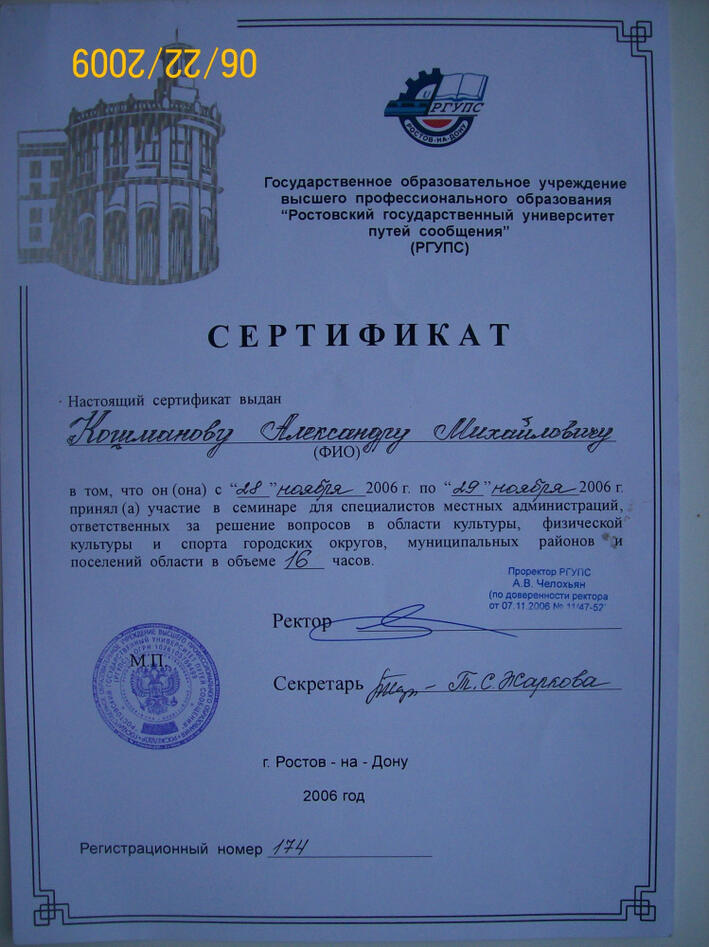 06/22/2009
РГУПС
РОСТОВ-НА-ДОНУ
Государственное образовательное учреждение
высшего профессионального образования
“Ростовский государственный университет
путей сообщения”
(РГУПС)
СЕРТИФИКАТ
Настоящий сертификат выдан
Кошманову Александру Михайловичу
(ФИО)
в том, что он (она) с “28” ноября 2006 г. по “29” ноября 2006 г.
принял (а) участие в семинаре для специалистов местных администраций,
ответственных за решение вопросов в области культуры, физической
культуры и спорта городских округов, муниципальных районов и
поселений области в объеме 16 часов.
Проректор РГУПС
А.В. Челохьян
(по доверенности ректора
от 07.11.2006 № 11/47-52
Ректор
М.П.
Секретарь Т.С. Жаркова
г. Ростов - на - Дону
2006 год
Регистрационный номер 174